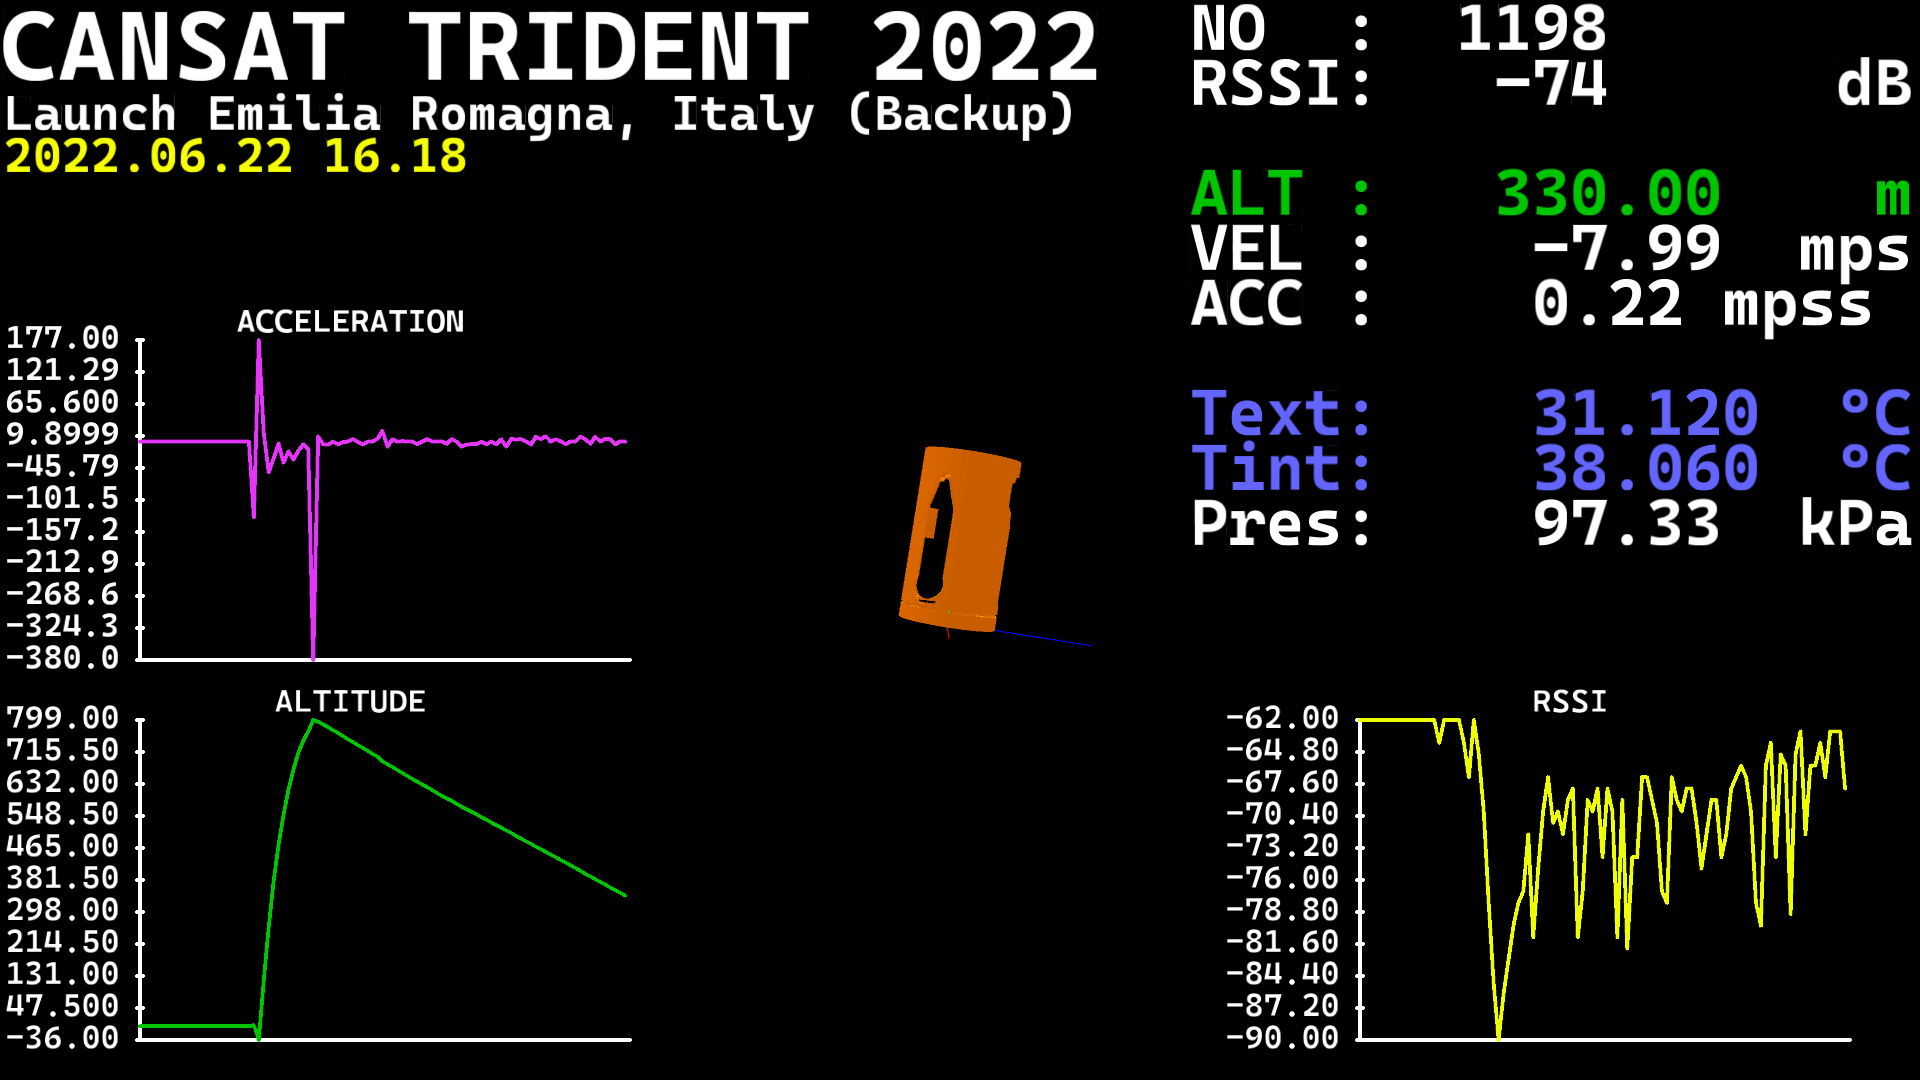 CANSAT TRIDENT 2022
Launch Emilia Romagna, Italy (Backup)
2022.06.22 16.18
NO : 1198
RSSI: -74 dB
ALT : 330.00 m
VEL : -7.99 mps
ACC : 0.22 mpss
Text: 31.120 °C
Tint: 38.060 °C
Pres: 97.33 kPa
ACCELERATION
177.00
121.29
65.600
9.8999
-45.79
-101.5
-157.2
-212.9
-268.6
-324.3
-380.0
ALTITUDE
799.00
715.50
632.00
548.50
465.00
381.50
298.00
214.50
131.00
47.500
-36.00
RSSI
-62.00
-64.80
-67.60
-70.40
-73.20
-76.00
-78.80
-81.60
-84.40
-87.20
-90.00